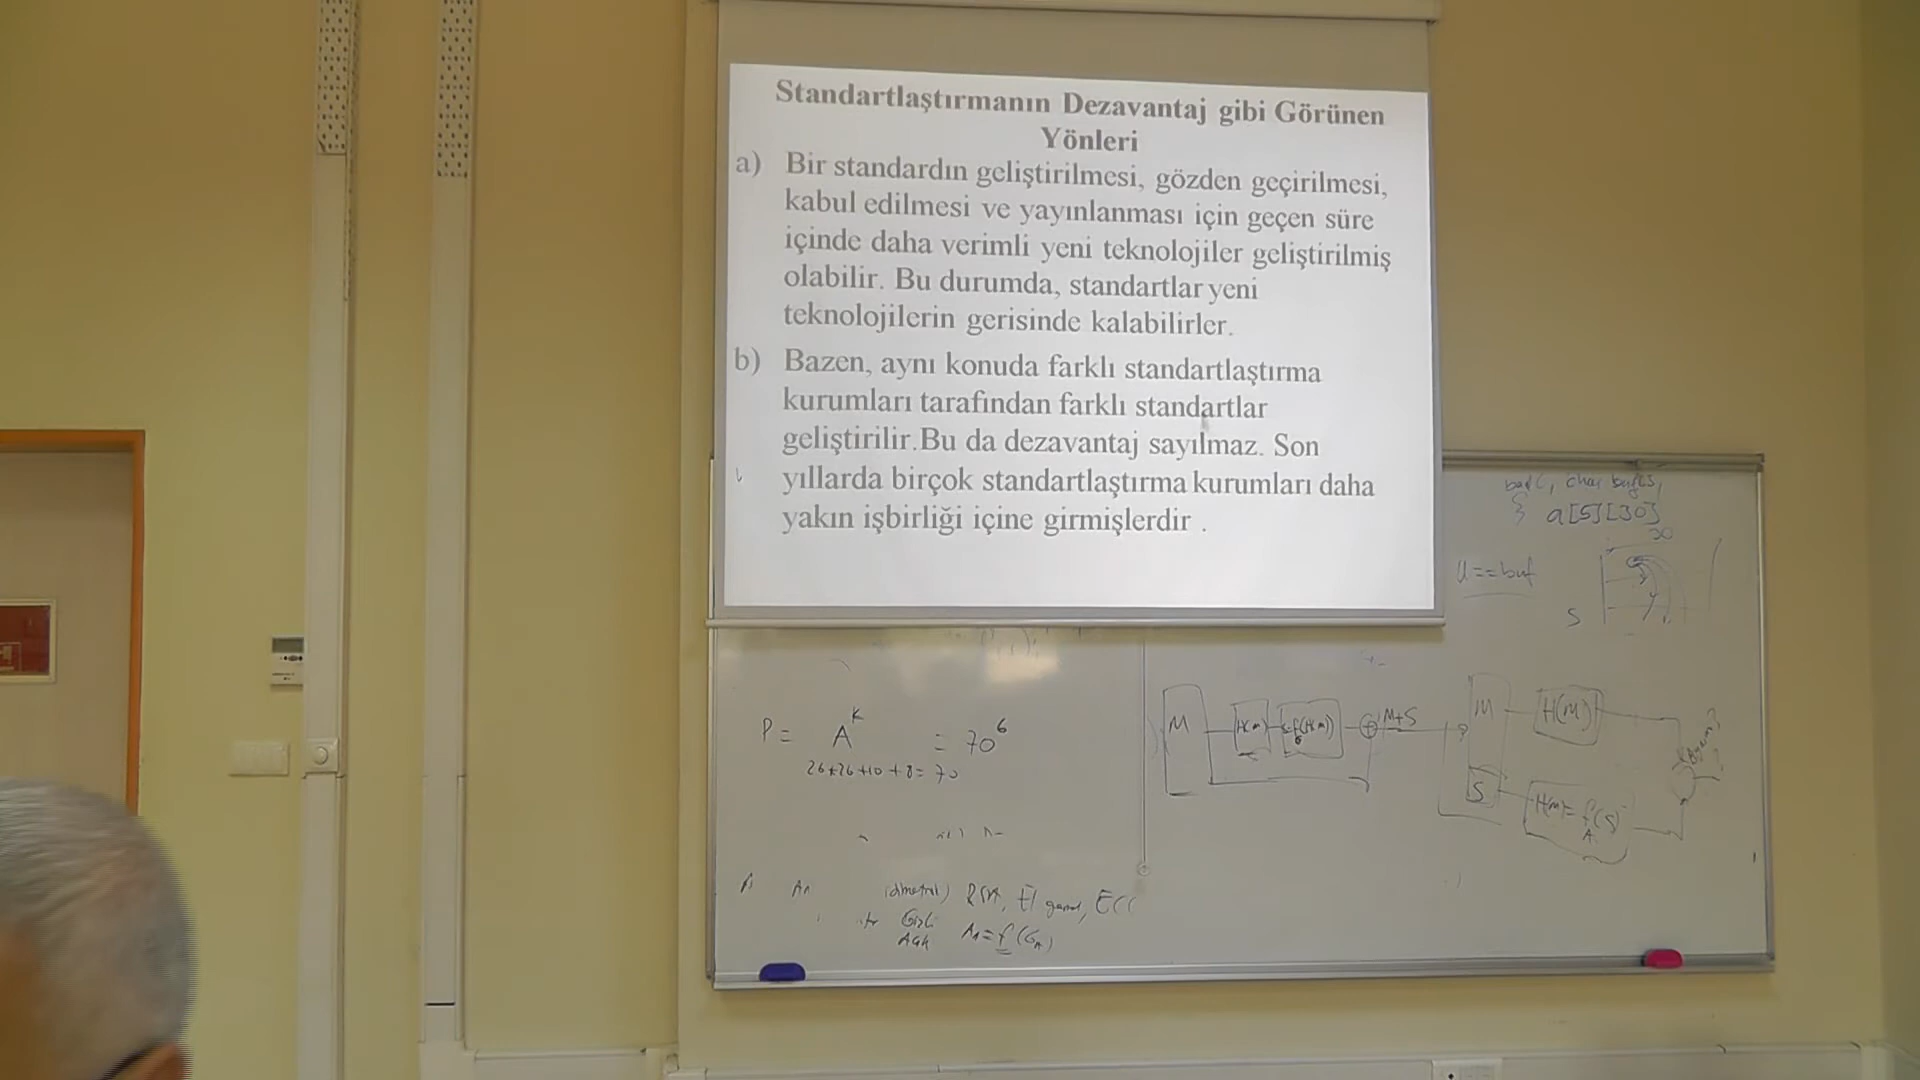 Standartlaştırmanın Dezavantaj gibi Görünen
Yönleri
a) Bir standardın geliştirilmesi, gözden geçirilmesi,
kabul edilmesi ve yayınlanması için geçen süre
içinde daha verimli yeni teknolojiler geliştirilmiş
olabilir. Bu durumda, standartlar yeni
teknolojilerin gerisinde kalabilirler.
b) Bazen, aynı konuda farklı standartlaştırma
kurumları tarafından farklı standartlar
geliştirilir.Bu da dezavantaj sayılmaz. Son
yıllarda birçok standartlaştırma kurumları daha
yakın işbirliği içine girmişlerdir .
} a[5][30]
30
U==buf
S
P = A^k = 70^6
26+26+10+8=70
M H(m) f(H(m)) ⊕ M+S
M H(m)
S H(m)= f(S)
RSA, El gamal, ECC
Gizli